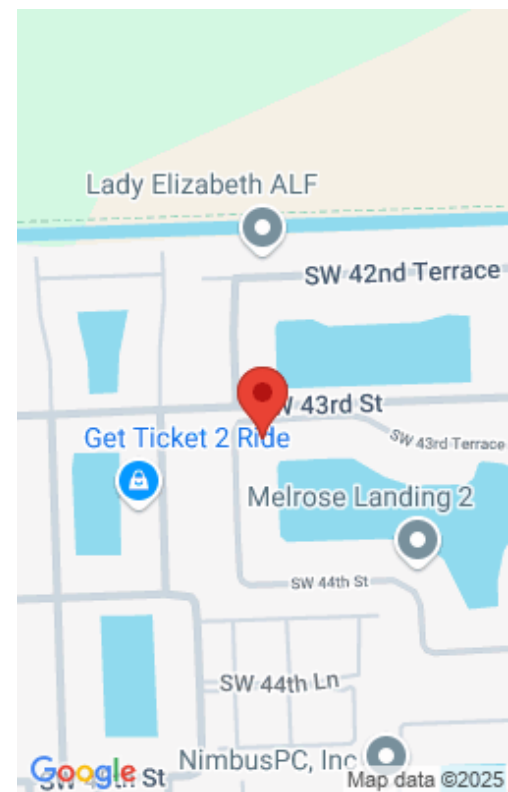 Lady Elizabeth ALF
SW 42nd Terrace
W 43rd St
Get Ticket 2 Ride
SW 43rd Terrace
Melrose Landing 2
SW 44th St
SW 44th Ln
NimbusPC, Inc
Google
St
Map data ©2025